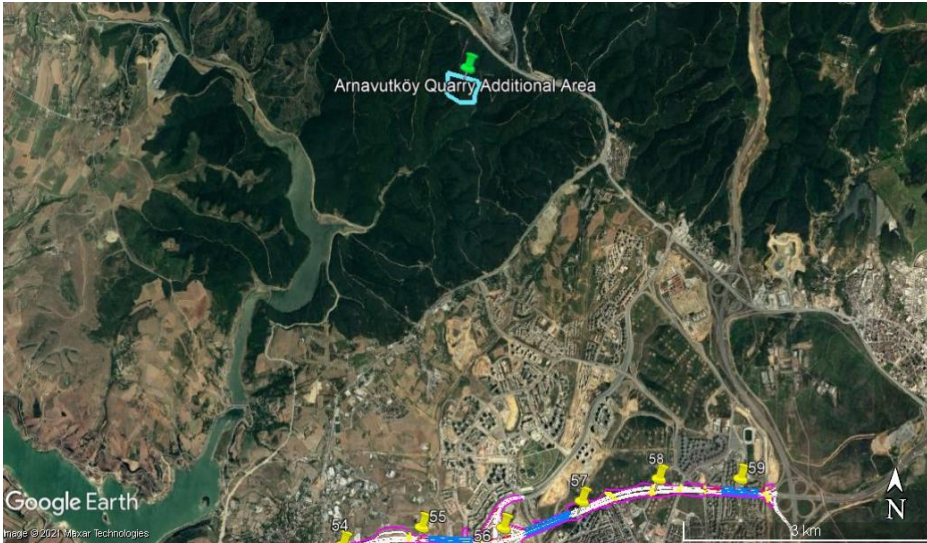 Arnavutköy Quarry Additional Area
58
59
57
55
56
54
Google Earth
Image © 2021 Maxar Technologies
N
3 km